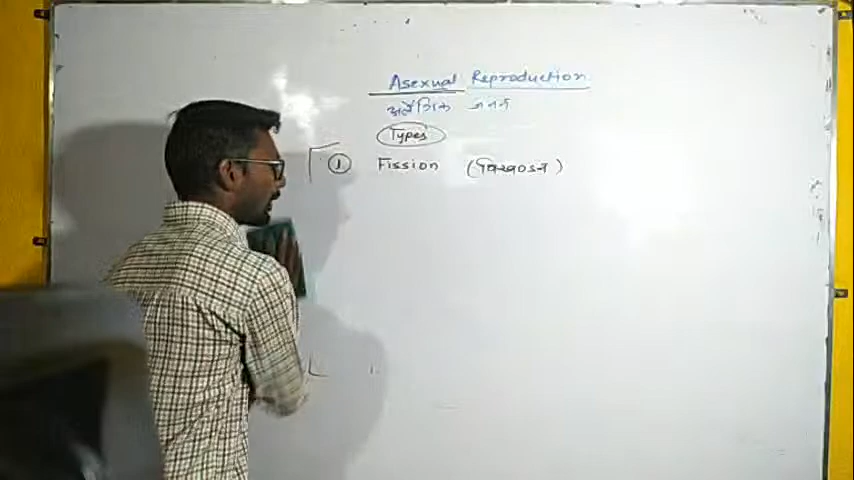 Asexual Reproduction
अलैंगिक जनन
Types
1 Fission (विखण्डन)